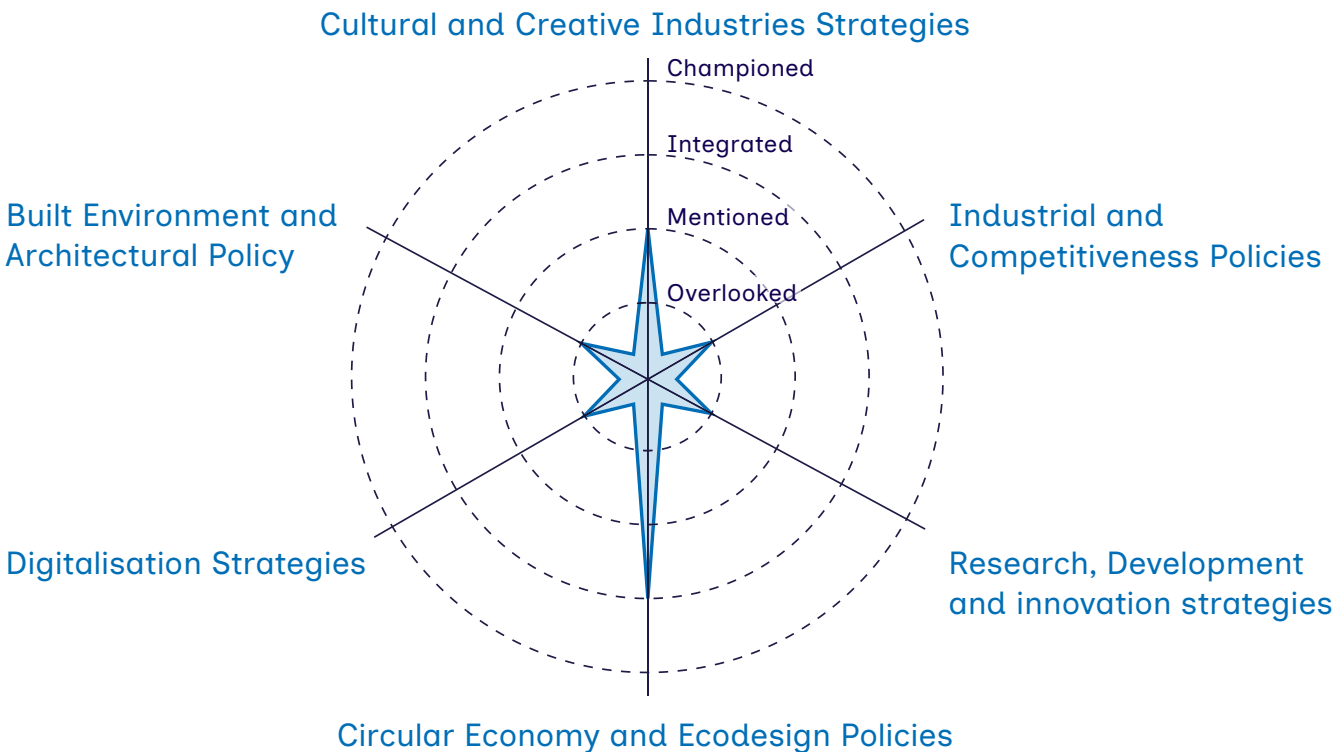 Cultural and Creative Industries Strategies
Championed
Integrated
Mentioned
Overlooked
Built Environment and
Architectural Policy
Industrial and
Competitiveness Policies
Digitalisation Strategies
Research, Development
and innovation strategies
Circular Economy and Ecodesign Policies